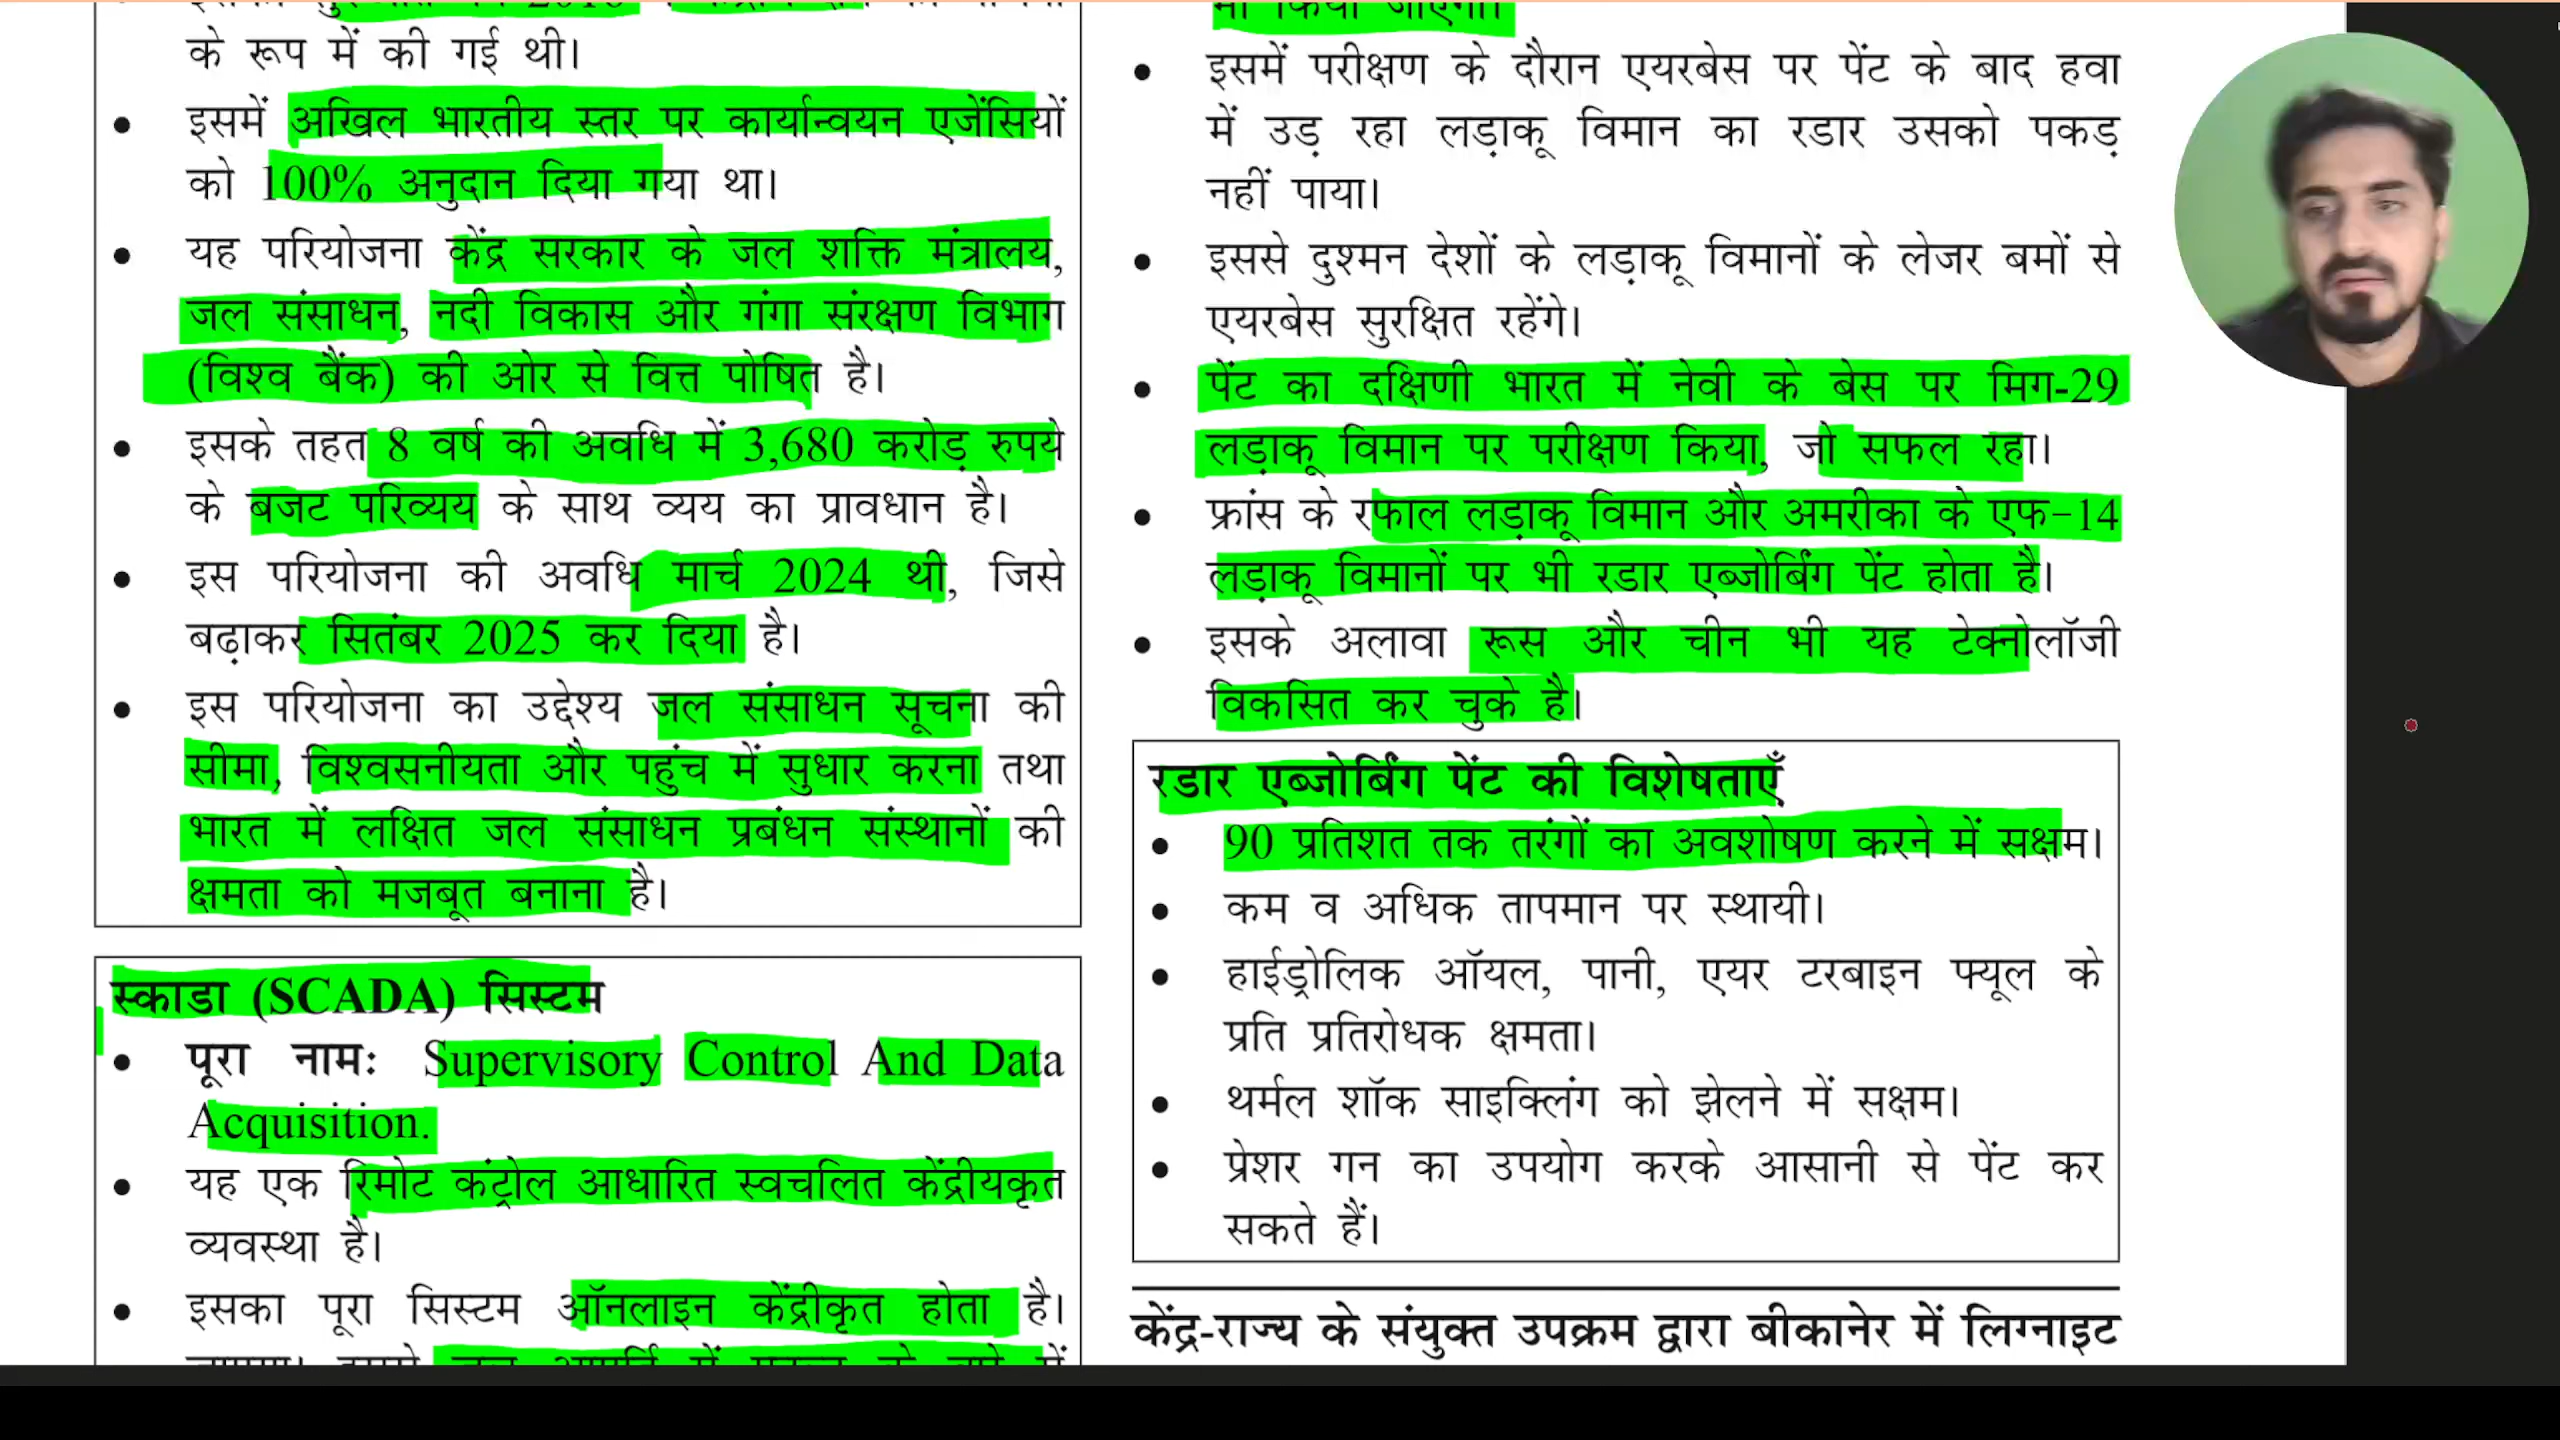 के रूप में की गई थी।
• इसमें अखिल भारतीय स्तर पर कार्यान्वयन एजेंसियों
को 100% अनुदान दिया गया था।
• यह परियोजना केंद्र सरकार के जल शक्ति मंत्रालय,
जल संसाधन, नदी विकास और गंगा संरक्षण विभाग
(विश्व बैंक) की ओर से वित्त पोषित है।
• इसके तहत 8 वर्ष की अवधि में 3,680 करोड़ रुपये
के बजट परिव्यय के साथ व्यय का प्रावधान है।
• इस परियोजना की अवधि मार्च 2024 थी, जिसे
बढ़ाकर सितंबर 2025 कर दिया है।
• इस परियोजना का उद्देश्य जल संसाधन सूचना की
सीमा, विश्वसनीयता और पहुंच में सुधार करना तथा
भारत में लक्षित जल संसाधन प्रबंधन संस्थानों की
क्षमता को मजबूत बनाना है।
स्काडा (SCADA) सिस्टम
• पूरा नामः Supervisory Control And Data
Acquisition.
• यह एक रिमोट कंट्रोल आधारित स्वचलित केंद्रीयकृत
व्यवस्था है।
• इसका पूरा सिस्टम ऑनलाइन केंद्रीकृत होता है।
भी किया जाएगा।
• इसमें परीक्षण के दौरान एयरबेस पर पेंट के बाद हवा
में उड़ रहा लड़ाकू विमान का रडार उसको पकड़
नहीं पाया।
• इससे दुश्मन देशों के लड़ाकू विमानों के लेजर बमों से
एयरबेस सुरक्षित रहेंगे।
• पेंट का दक्षिणी भारत में नेवी के बेस पर मिग-29
लड़ाकू विमान पर परीक्षण किया, जो सफल रहा।
• फ्रांस के रफाल लड़ाकू विमान और अमरीका के एफ-14
लड़ाकू विमानों पर भी रडार एब्जोर्बिंग पेंट होता है।
• इसके अलावा रूस और चीन भी यह टेक्नोलॉजी
विकसित कर चुके है।
रडार एब्जोर्बिंग पेंट की विशेषताएँ
• 90 प्रतिशत तक तरंगों का अवशोषण करने में सक्षम।
• कम व अधिक तापमान पर स्थायी।
• हाईड्रोलिक ऑयल, पानी, एयर टरबाइन फ्यूल के
प्रति प्रतिरोधक क्षमता।
• थर्मल शॉक साइक्लिंग को झेलने में सक्षम।
• प्रेशर गन का उपयोग करके आसानी से पेंट कर
सकते हैं।
केंद्र-राज्य के संयुक्त उपक्रम द्वारा बीकानेर में लिग्नाइट